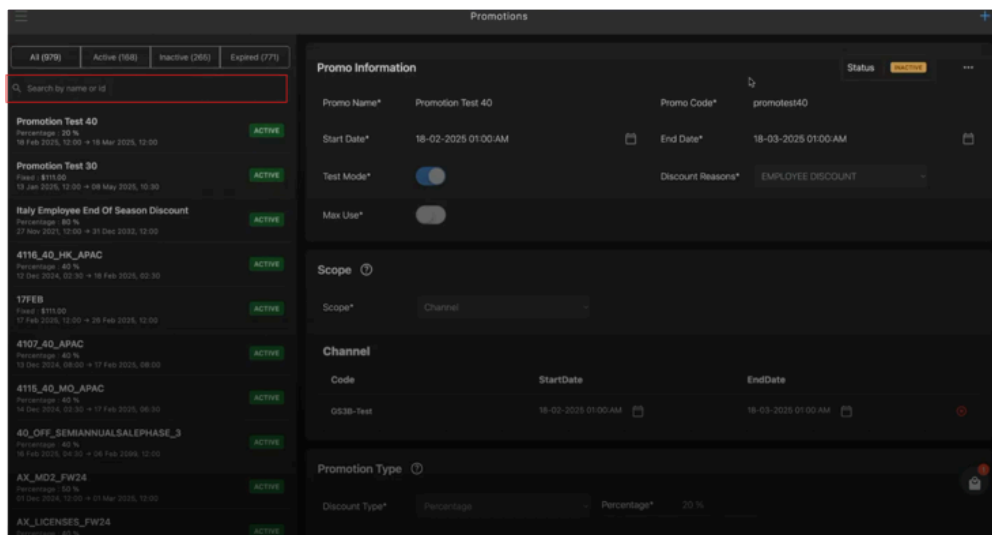 Promotions
All (979) Active (168) Inactive (265) Expired (771)
Search by name or id
Promotion Test 40
Percentage : 20 %
18 Feb 2025, 12:00 → 18 Mar 2025, 12:00
ACTIVE
Promotion Test 30
Fixed : $111.00
13 Jan 2025, 12:00 → 08 May 2025, 10:30
ACTIVE
Italy Employee End Of Season Discount
Percentage : 80 %
27 Nov 2021, 12:00 → 31 Dec 2032, 12:00
ACTIVE
4116_40_HK_APAC
Percentage : 40 %
12 Dec 2024, 02:30 → 18 Feb 2025, 02:30
ACTIVE
17FEB
Fixed : $111.00
17 Feb 2025, 12:00 → 26 Feb 2025, 12:00
ACTIVE
4107_40_APAC
Percentage : 40 %
13 Dec 2024, 08:00 → 17 Feb 2025, 08:00
ACTIVE
4115_40_MO_APAC
Percentage : 40 %
14 Dec 2024, 03:30 → 17 Feb 2025, 06:30
ACTIVE
40_OFF_SEMIANNUALSALEPHASE_3
Percentage : 40 %
16 Feb 2025, 04:30 → 06 Feb 2099, 12:00
ACTIVE
AX_MD2_FW24
Percentage : 50 %
01 Dec 2024, 12:00 → 01 Mar 2025, 12:00
ACTIVE
AX_LICENSES_FW24
Percentage : 40 %
ACTIVE
Promo Information
Status INACTIVE
Promo Name* Promotion Test 40
Promo Code* promotest40
Start Date* 18-02-2025 01:00:AM
End Date* 18-03-2025 01:00:AM
Test Mode*
Discount Reasons* EMPLOYEE DISCOUNT
Max Use*
Scope
Scope* Channel
Channel
Code StartDate EndDate
GS3B-Test 18-02-2025 01:00 AM 18-03-2025 01:00 AM
Promotion Type
Discount Type* Percentage Percentage* 20 %